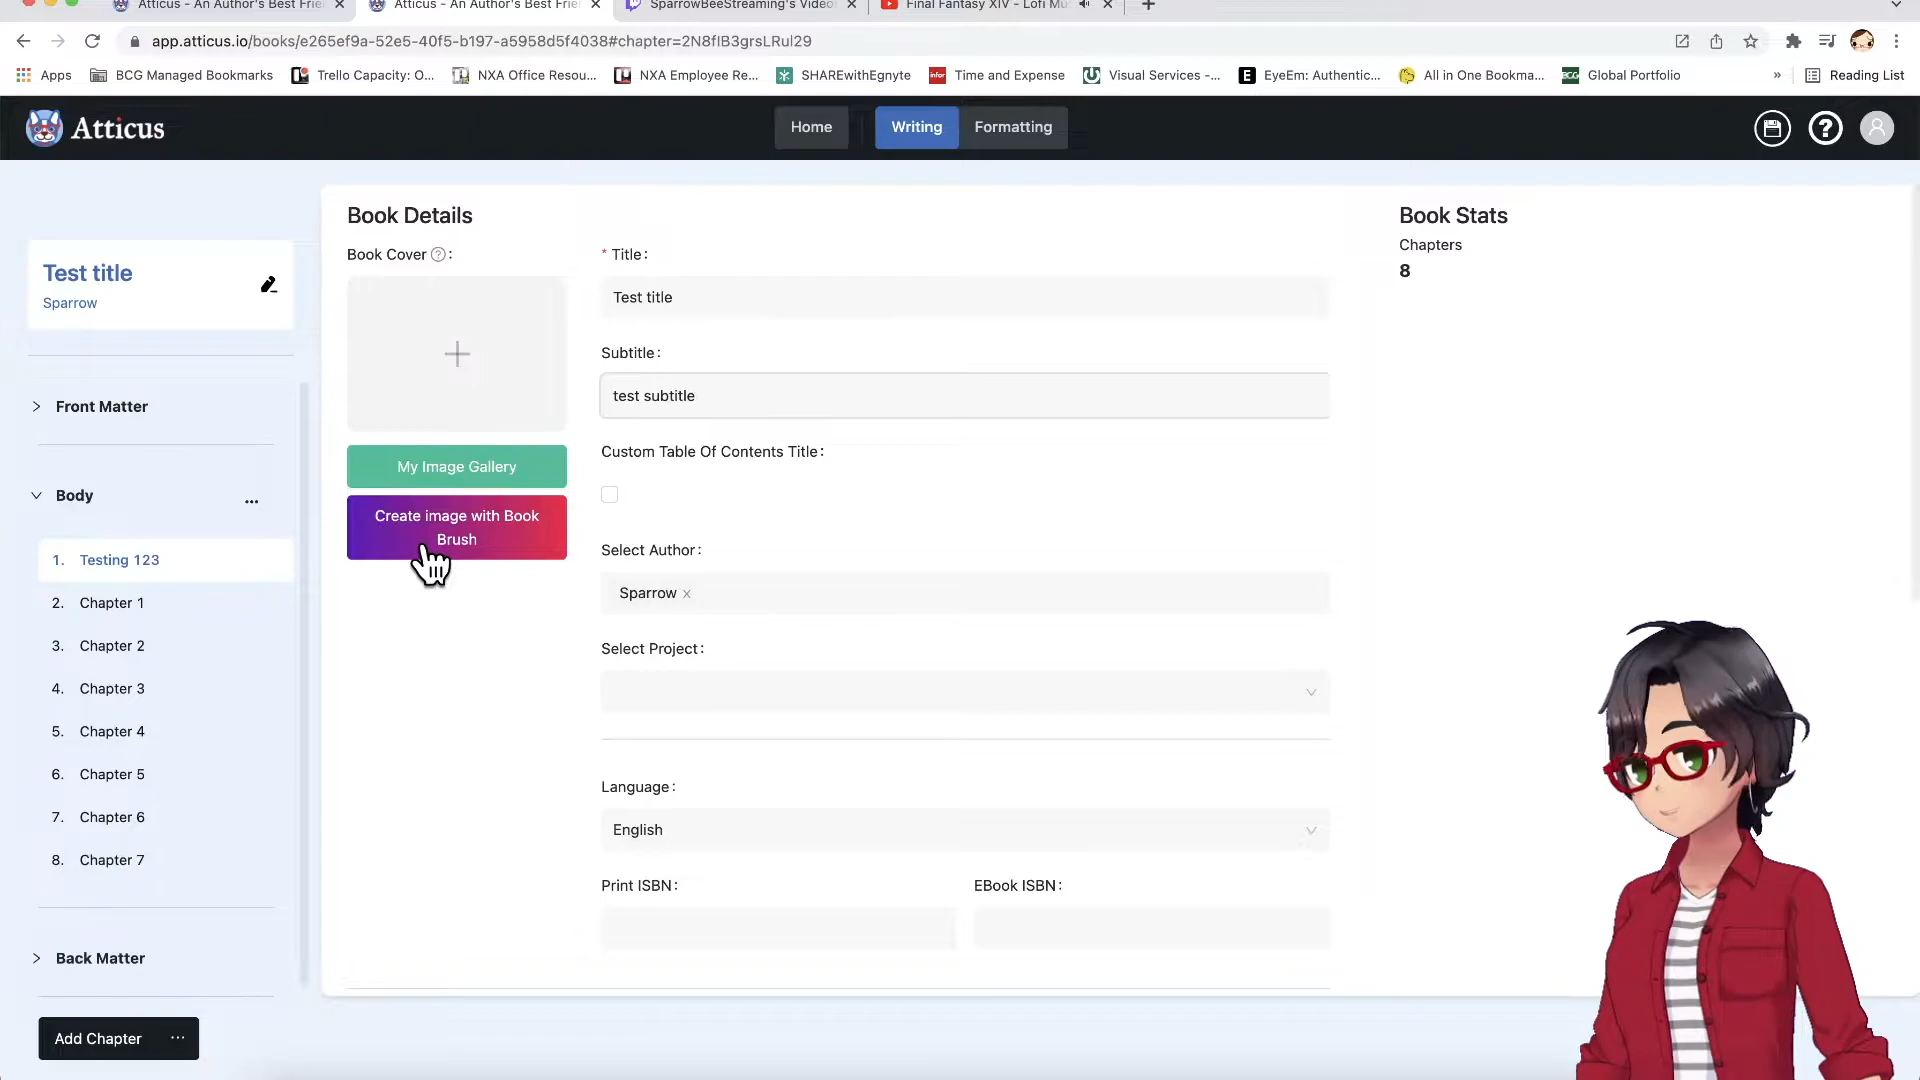 Atticus - An Author's Best Frie
Atticus - An Author's Best Frie
SparrowBeeStreaming's Video
Final Fantasy XIV - Lofi Mu
app.atticus.io/books/e265ef9a-52e5-40f5-b197-a5958d5f4038#chapter=2N8fIB3grsLRul29
Apps
BCG Managed Bookmarks
Trello Capacity: O...
NXA Office Resou...
NXA Employee Re...
SHAREwithEgnyte
infor
Time and Expense
Visual Services -...
E
EyeEm: Authentic...
All in One Bookma...
BCG
Global Portfolio
»
Reading List
Atticus
Home
Writing
Formatting
?
Test title
Sparrow
Front Matter
Body
...
1. Testing 123
2. Chapter 1
3. Chapter 2
4. Chapter 3
5. Chapter 4
6. Chapter 5
7. Chapter 6
8. Chapter 7
Back Matter
Add Chapter ...
Book Details
Book Cover ? :
My Image Gallery
Create image with Book
Brush
* Title:
Test title
Subtitle:
test subtitle
Custom Table Of Contents Title:
Select Author:
Sparrow ×
Select Project:
Language:
English
Print ISBN:
EBook ISBN:
Book Stats
Chapters
8